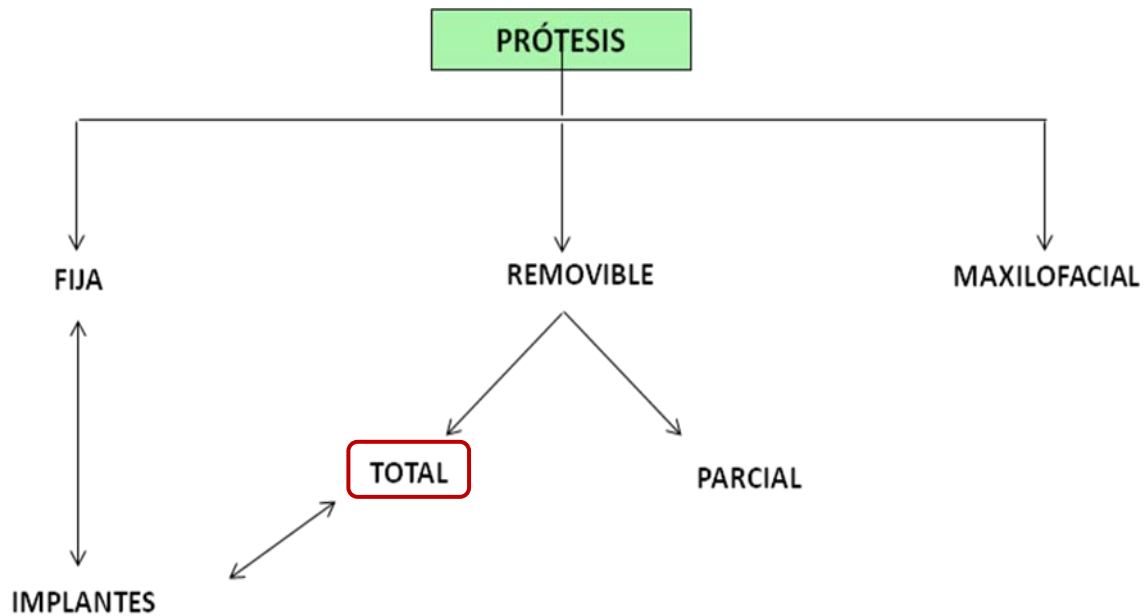 PRÓTESIS
FIJA
REMOVIBLE
MAXILOFACIAL
TOTAL
PARCIAL
IMPLANTES